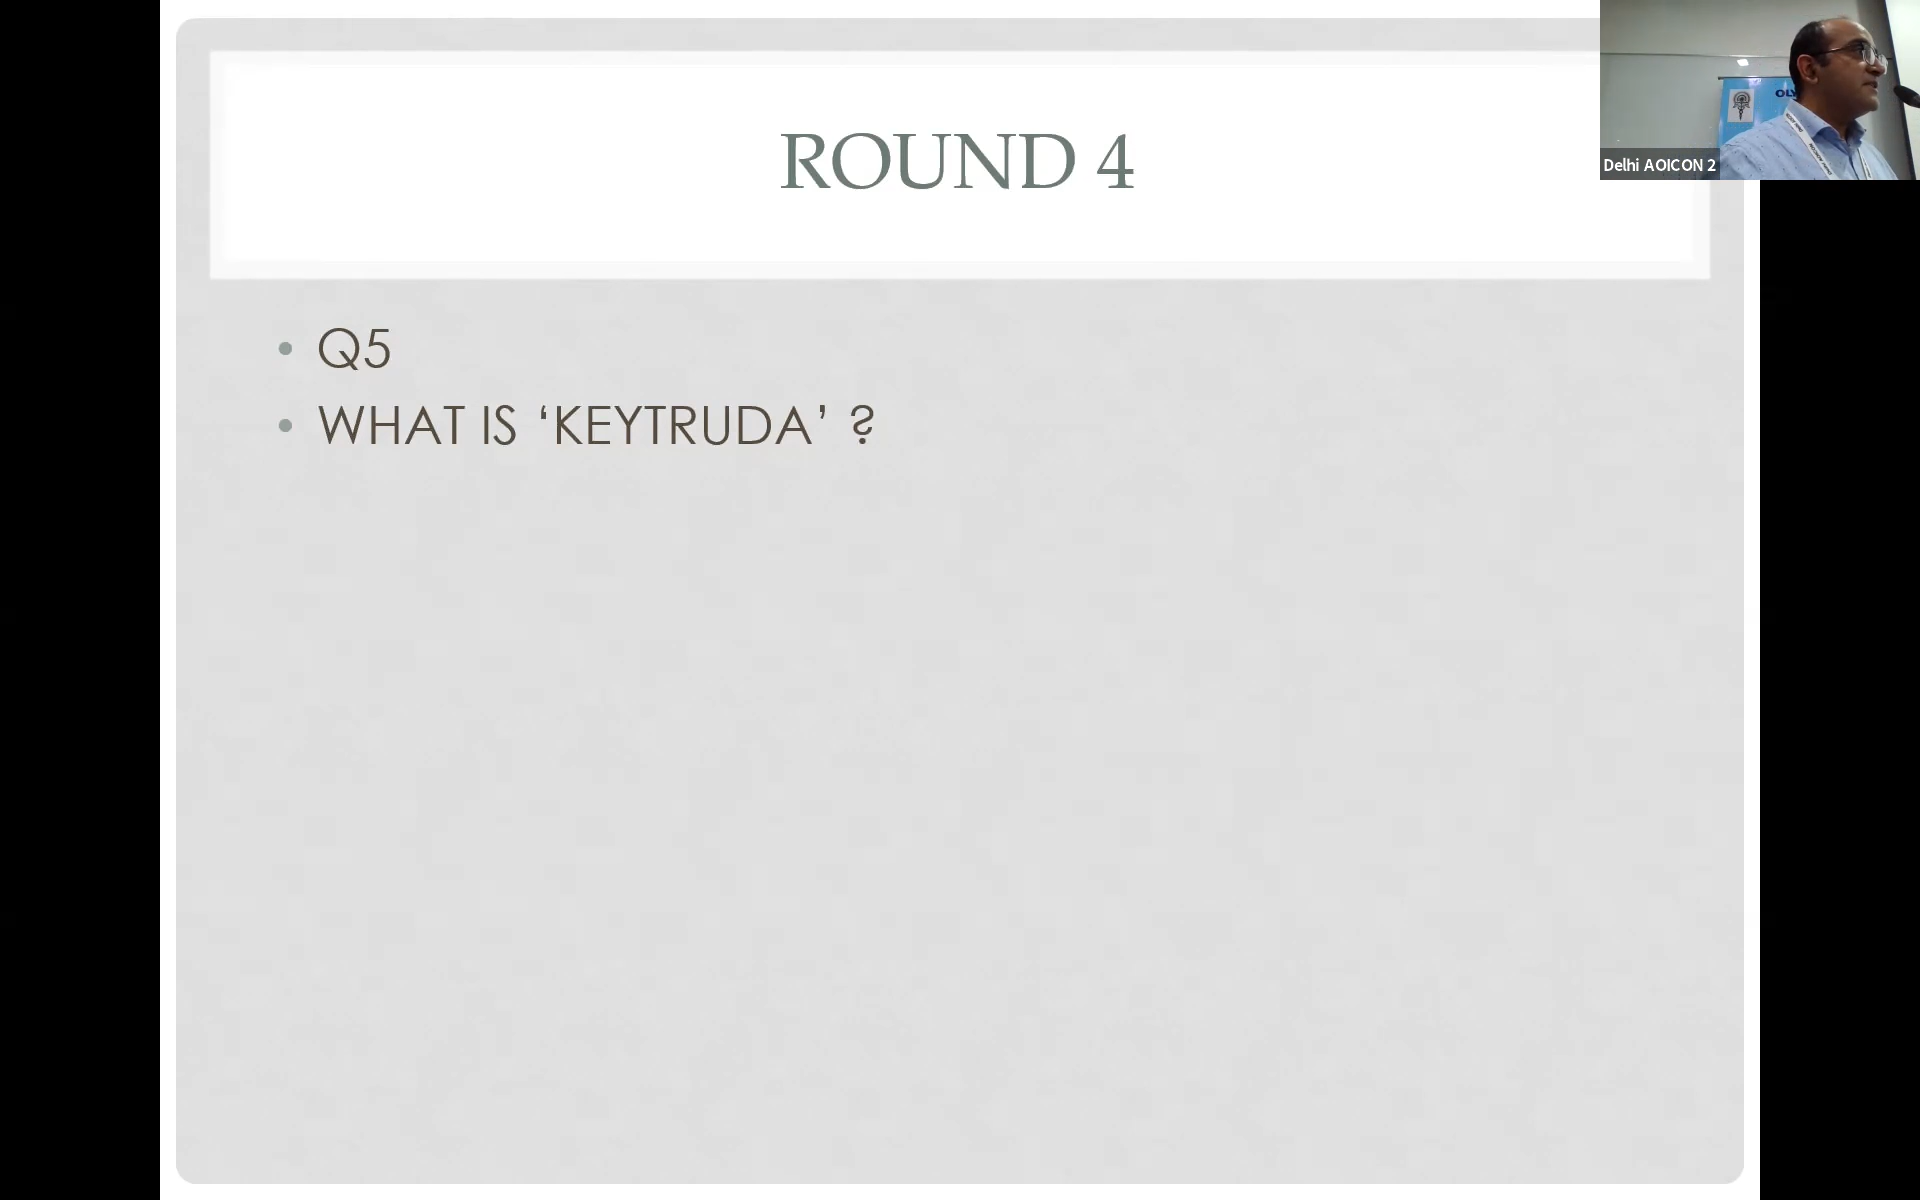 ROUND 4
• Q5
• WHAT IS ‘KEYTRUDA’ ?
Delhi AOICON 2